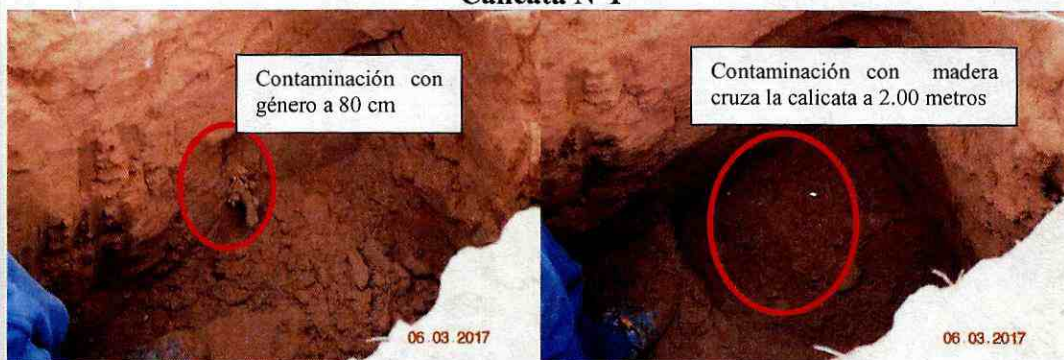 Calicata N°1
Contaminación con
género a 80 cm
Contaminación con madera
cruza la calicata a 2.00 metros
06.03.2017
06.03.2017